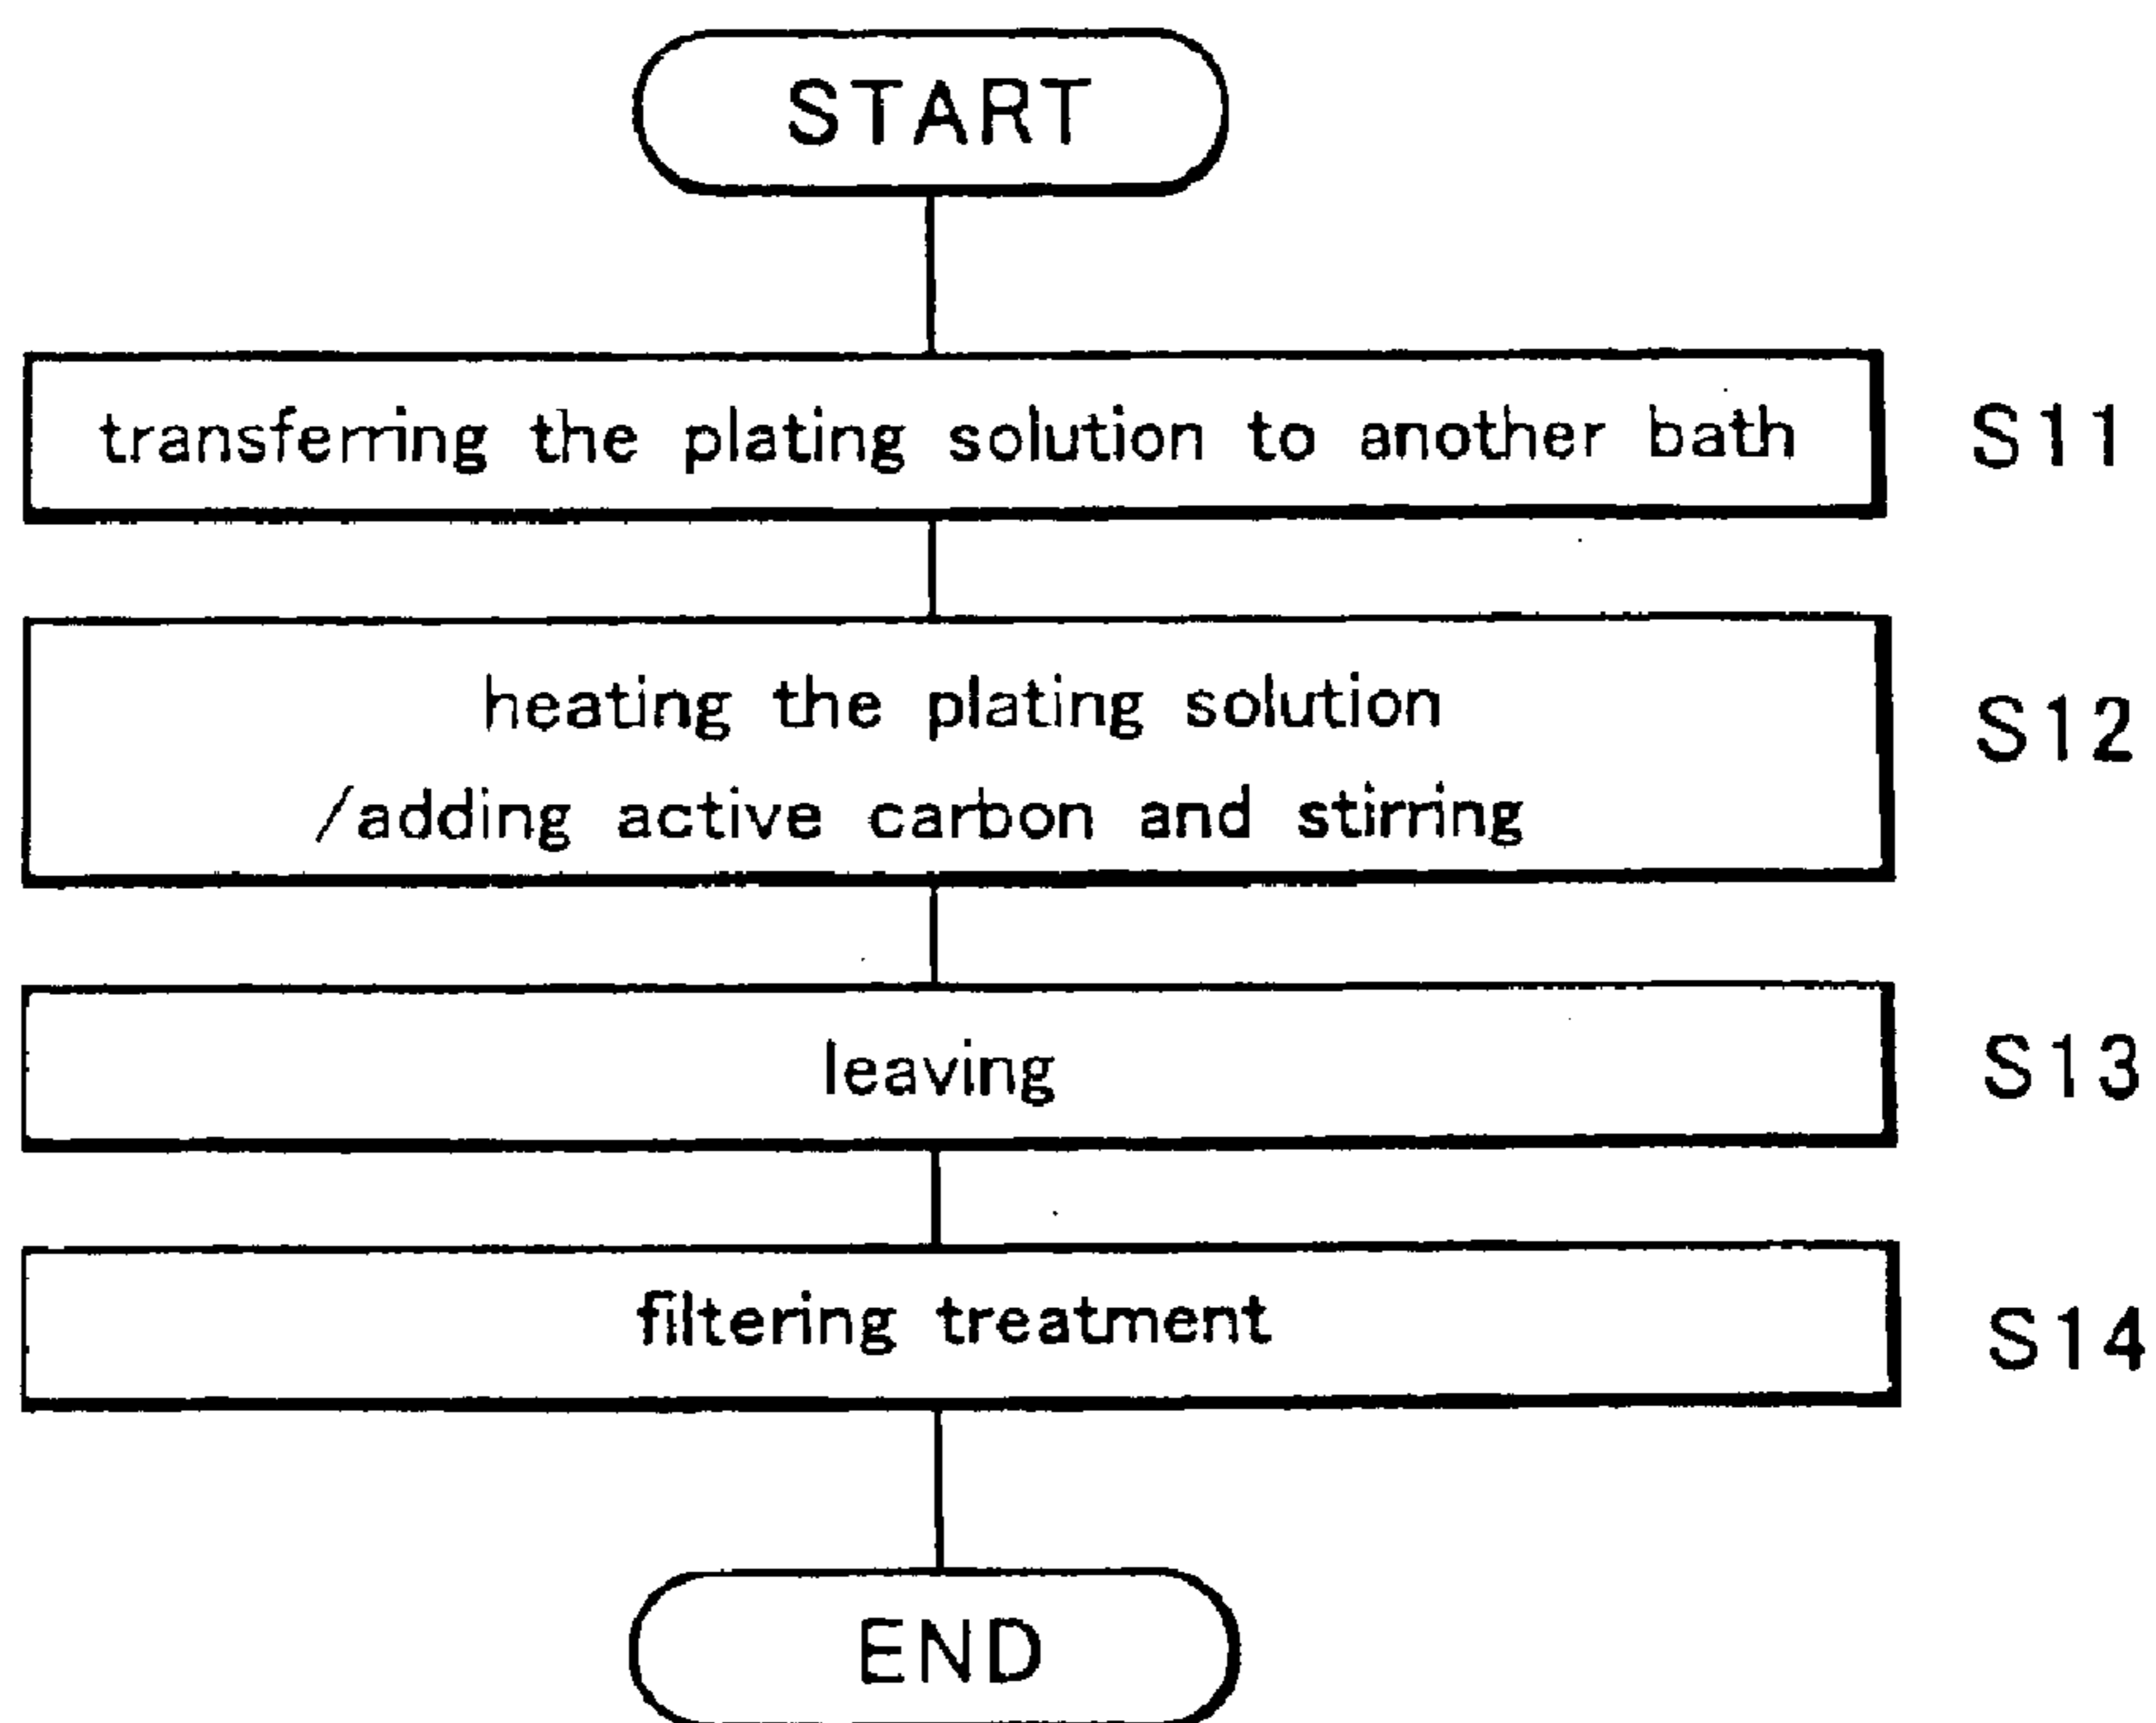 START
transferring the plating solution to another bath S11
heating the plating solution
/adding active carbon and stirring
S12
leaving S13
filtering treatment S14
END